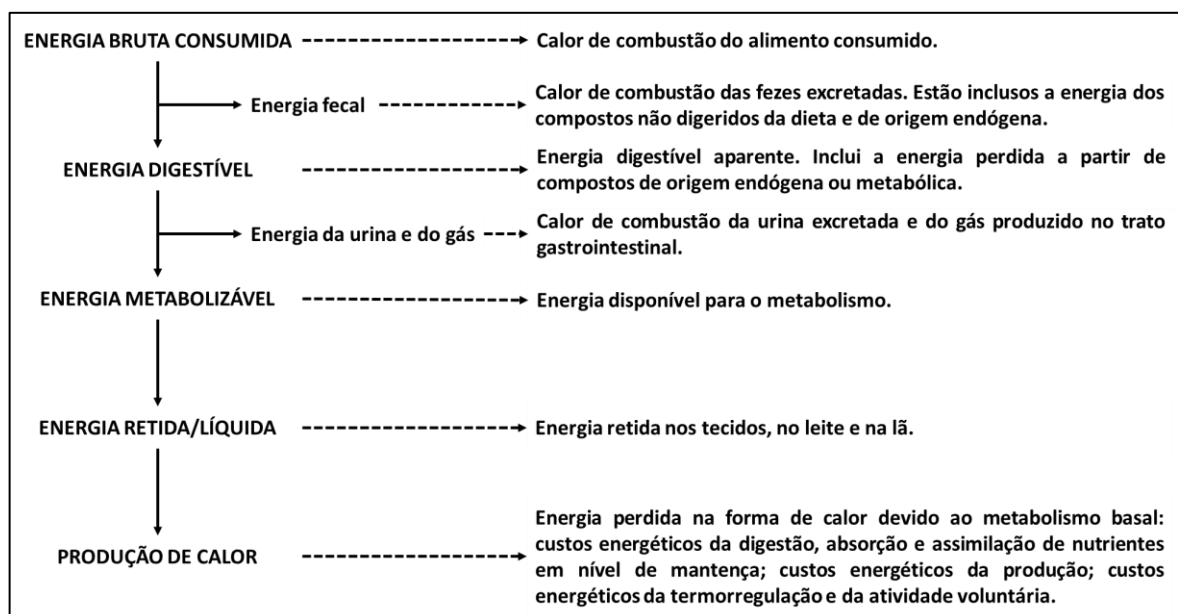 ENERGIA BRUTA CONSUMIDA
Calor de combustão do alimento consumido.
Energia fecal
Calor de combustão das fezes excretadas. Estão inclusos a energia dos
compostos não digeridos da dieta e de origem endógena.
ENERGIA DIGESTÍVEL
Energia digestível aparente. Inclui a energia perdida a partir de
compostos de origem endógena ou metabólica.
Energia da urina e do gás
Calor de combustão da urina excretada e do gás produzido no trato
gastrointestinal.
ENERGIA METABOLIZÁVEL
Energia disponível para o metabolismo.
ENERGIA RETIDA/LÍQUIDA
Energia retida nos tecidos, no leite e na lã.
PRODUÇÃO DE CALOR
Energia perdida na forma de calor devido ao metabolismo basal:
custos energéticos da digestão, absorção e assimilação de nutrientes
em nível de mantença; custos energéticos da produção; custos
energéticos da termorregulação e da atividade voluntária.